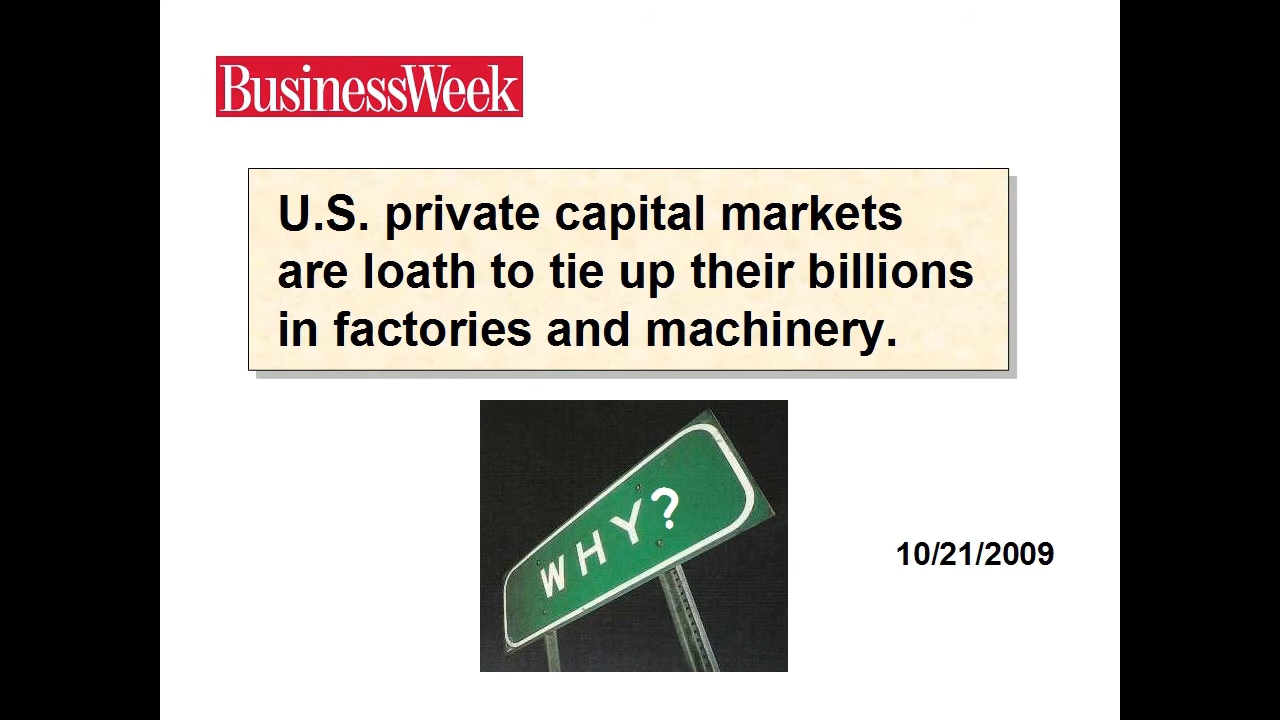 BusinessWeek
U.S. private capital markets
are loath to tie up their billions
in factories and machinery.
WHY?
10/21/2009